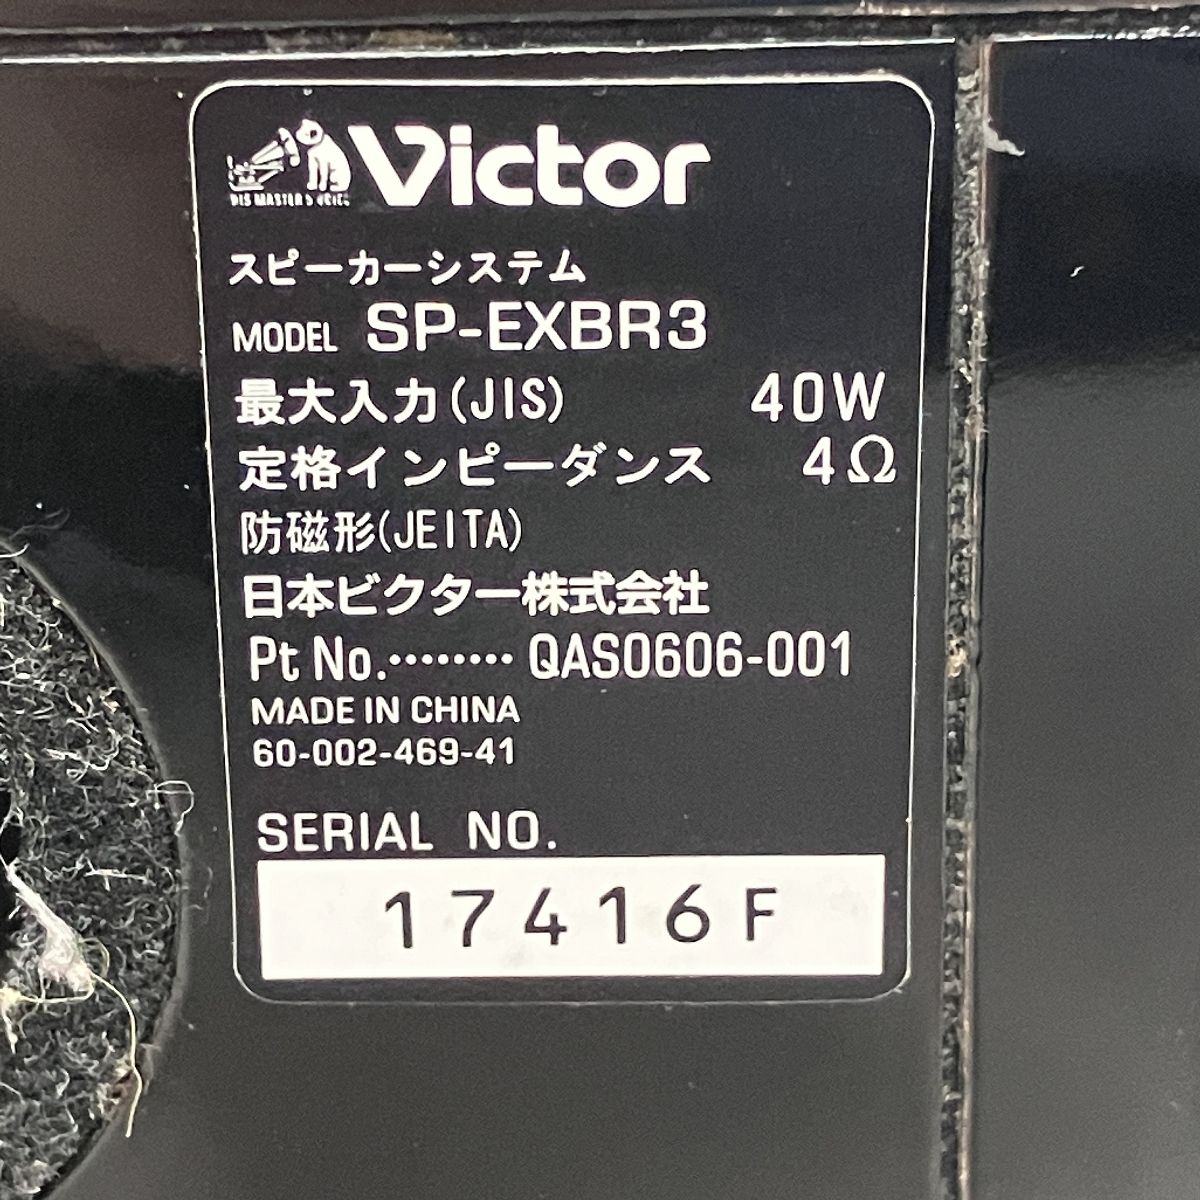 HIS MASTER'S VOICE
Victor
スピーカーシステム
MODEL SP-EXBR3
最大入力(JIS) 40W
定格インピーダンス 4Ω
防磁形(JEITA)
日本ビクター株式会社
Pt No.········ QAS0606-001
MADE IN CHINA
60-002-469-41
SERIAL NO.
17416F